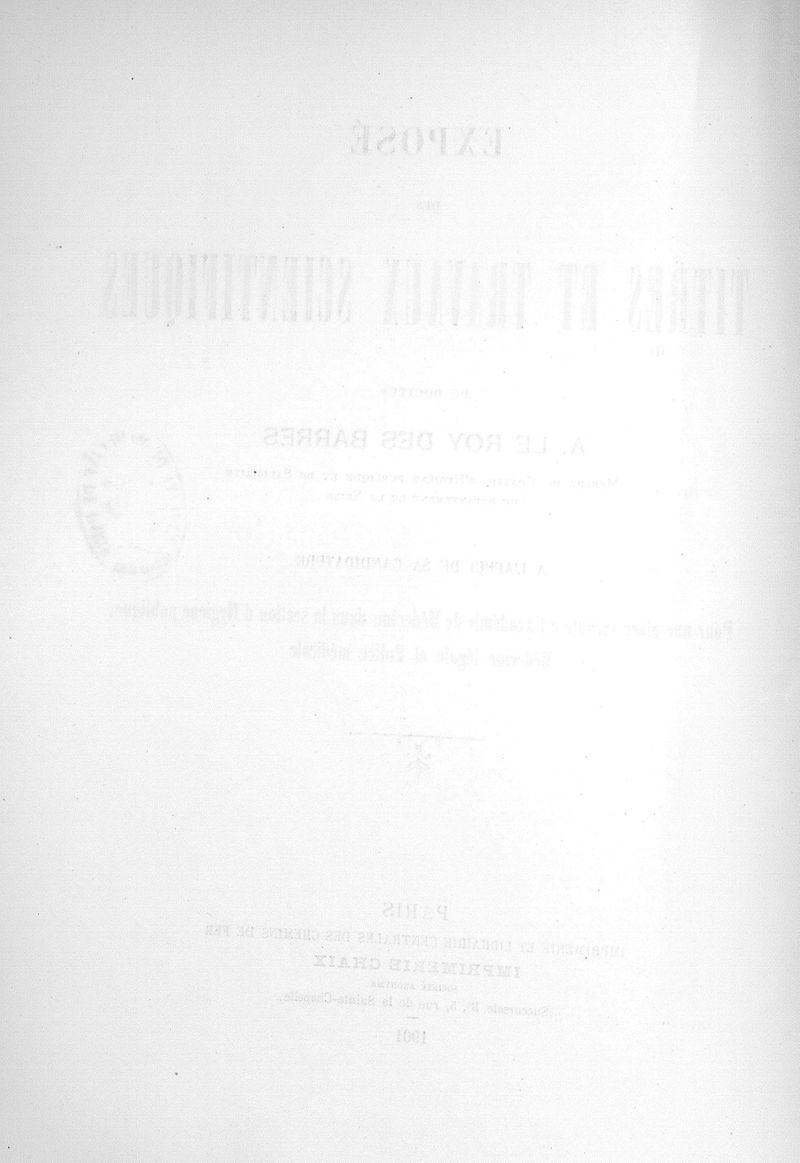 EXPOSÉ
DES
TITRES ET TRAVAUX SCIENTIFIQUES
DU DOCTEUR
A. LE ROY DES BARRES
MEMBRE DU CONSEIL D'HYGIÈNE PUBLIQUE ET DE SALUBRITÉ
DU DÉPARTEMENT DE LA SEINE
A L'APPUI DE SA CANDIDATURE
Pour une place vacante à l'Académie de Médecine dans la section d'Hygiène publique,
Médecine légale et Police médicale
PARIS
IMPRIMERIE ET LIBRAIRIE CENTRALES DES CHEMINS DE FER
IMPRIMERIE CHAIX
SOCIÉTÉ ANONYME
Succursale B, 5, rue de la Sainte-Chapelle.
1901